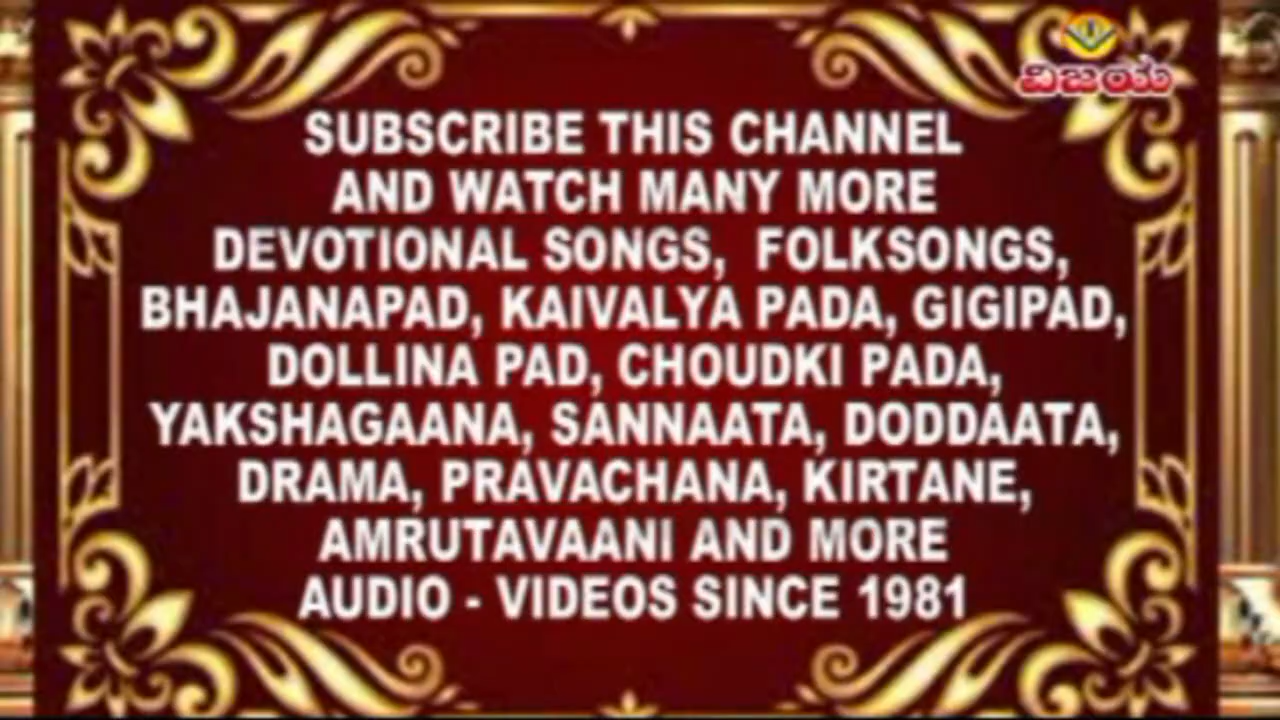 ವಿಜಯ
SUBSCRIBE THIS CHANNEL
AND WATCH MANY MORE
DEVOTIONAL SONGS, FOLKSONGS,
BHAJANAPAD, KAIVALYA PADA, GIGIPAD,
DOLLINA PAD, CHOUDKI PADA,
YAKSHAGAANA, SANNAATA, DODDAATA,
DRAMA, PRAVACHANA, KIRTANE,
AMRUTAVAANI AND MORE
AUDIO - VIDEOS SINCE 1981